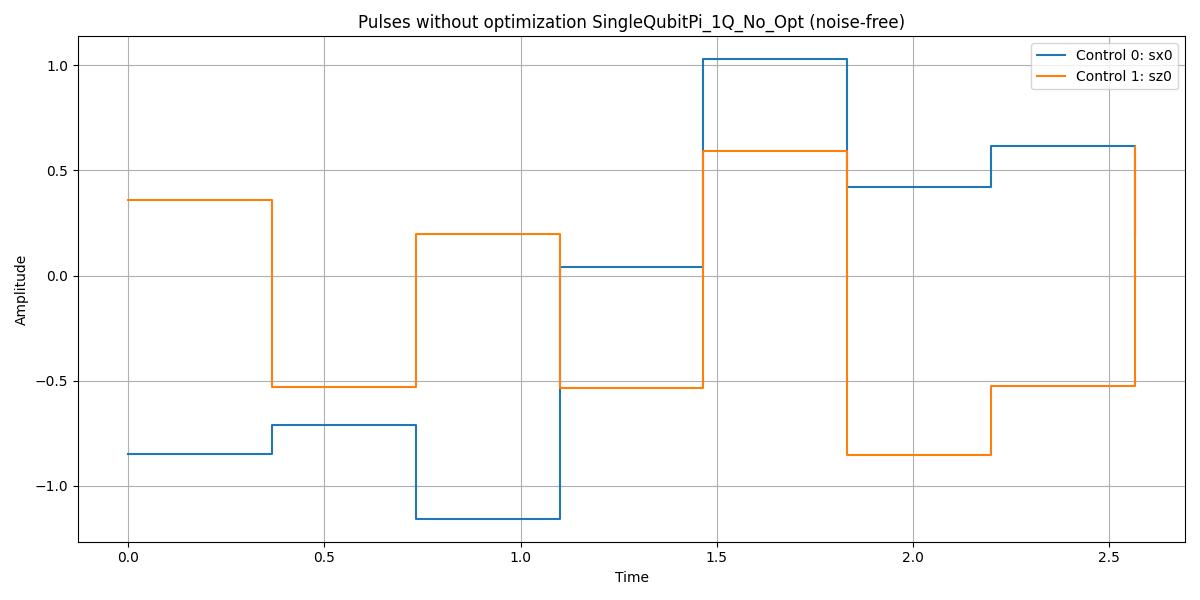 Pulses without optimization SingleQubitPi_1Q_No_Opt (noise-free)
Control 0: sx0
Control 1: sz0
1.0
0.5
0.0
−0.5
−1.0
Amplitude
0.0 0.5 1.0 1.5 2.0 2.5
Time